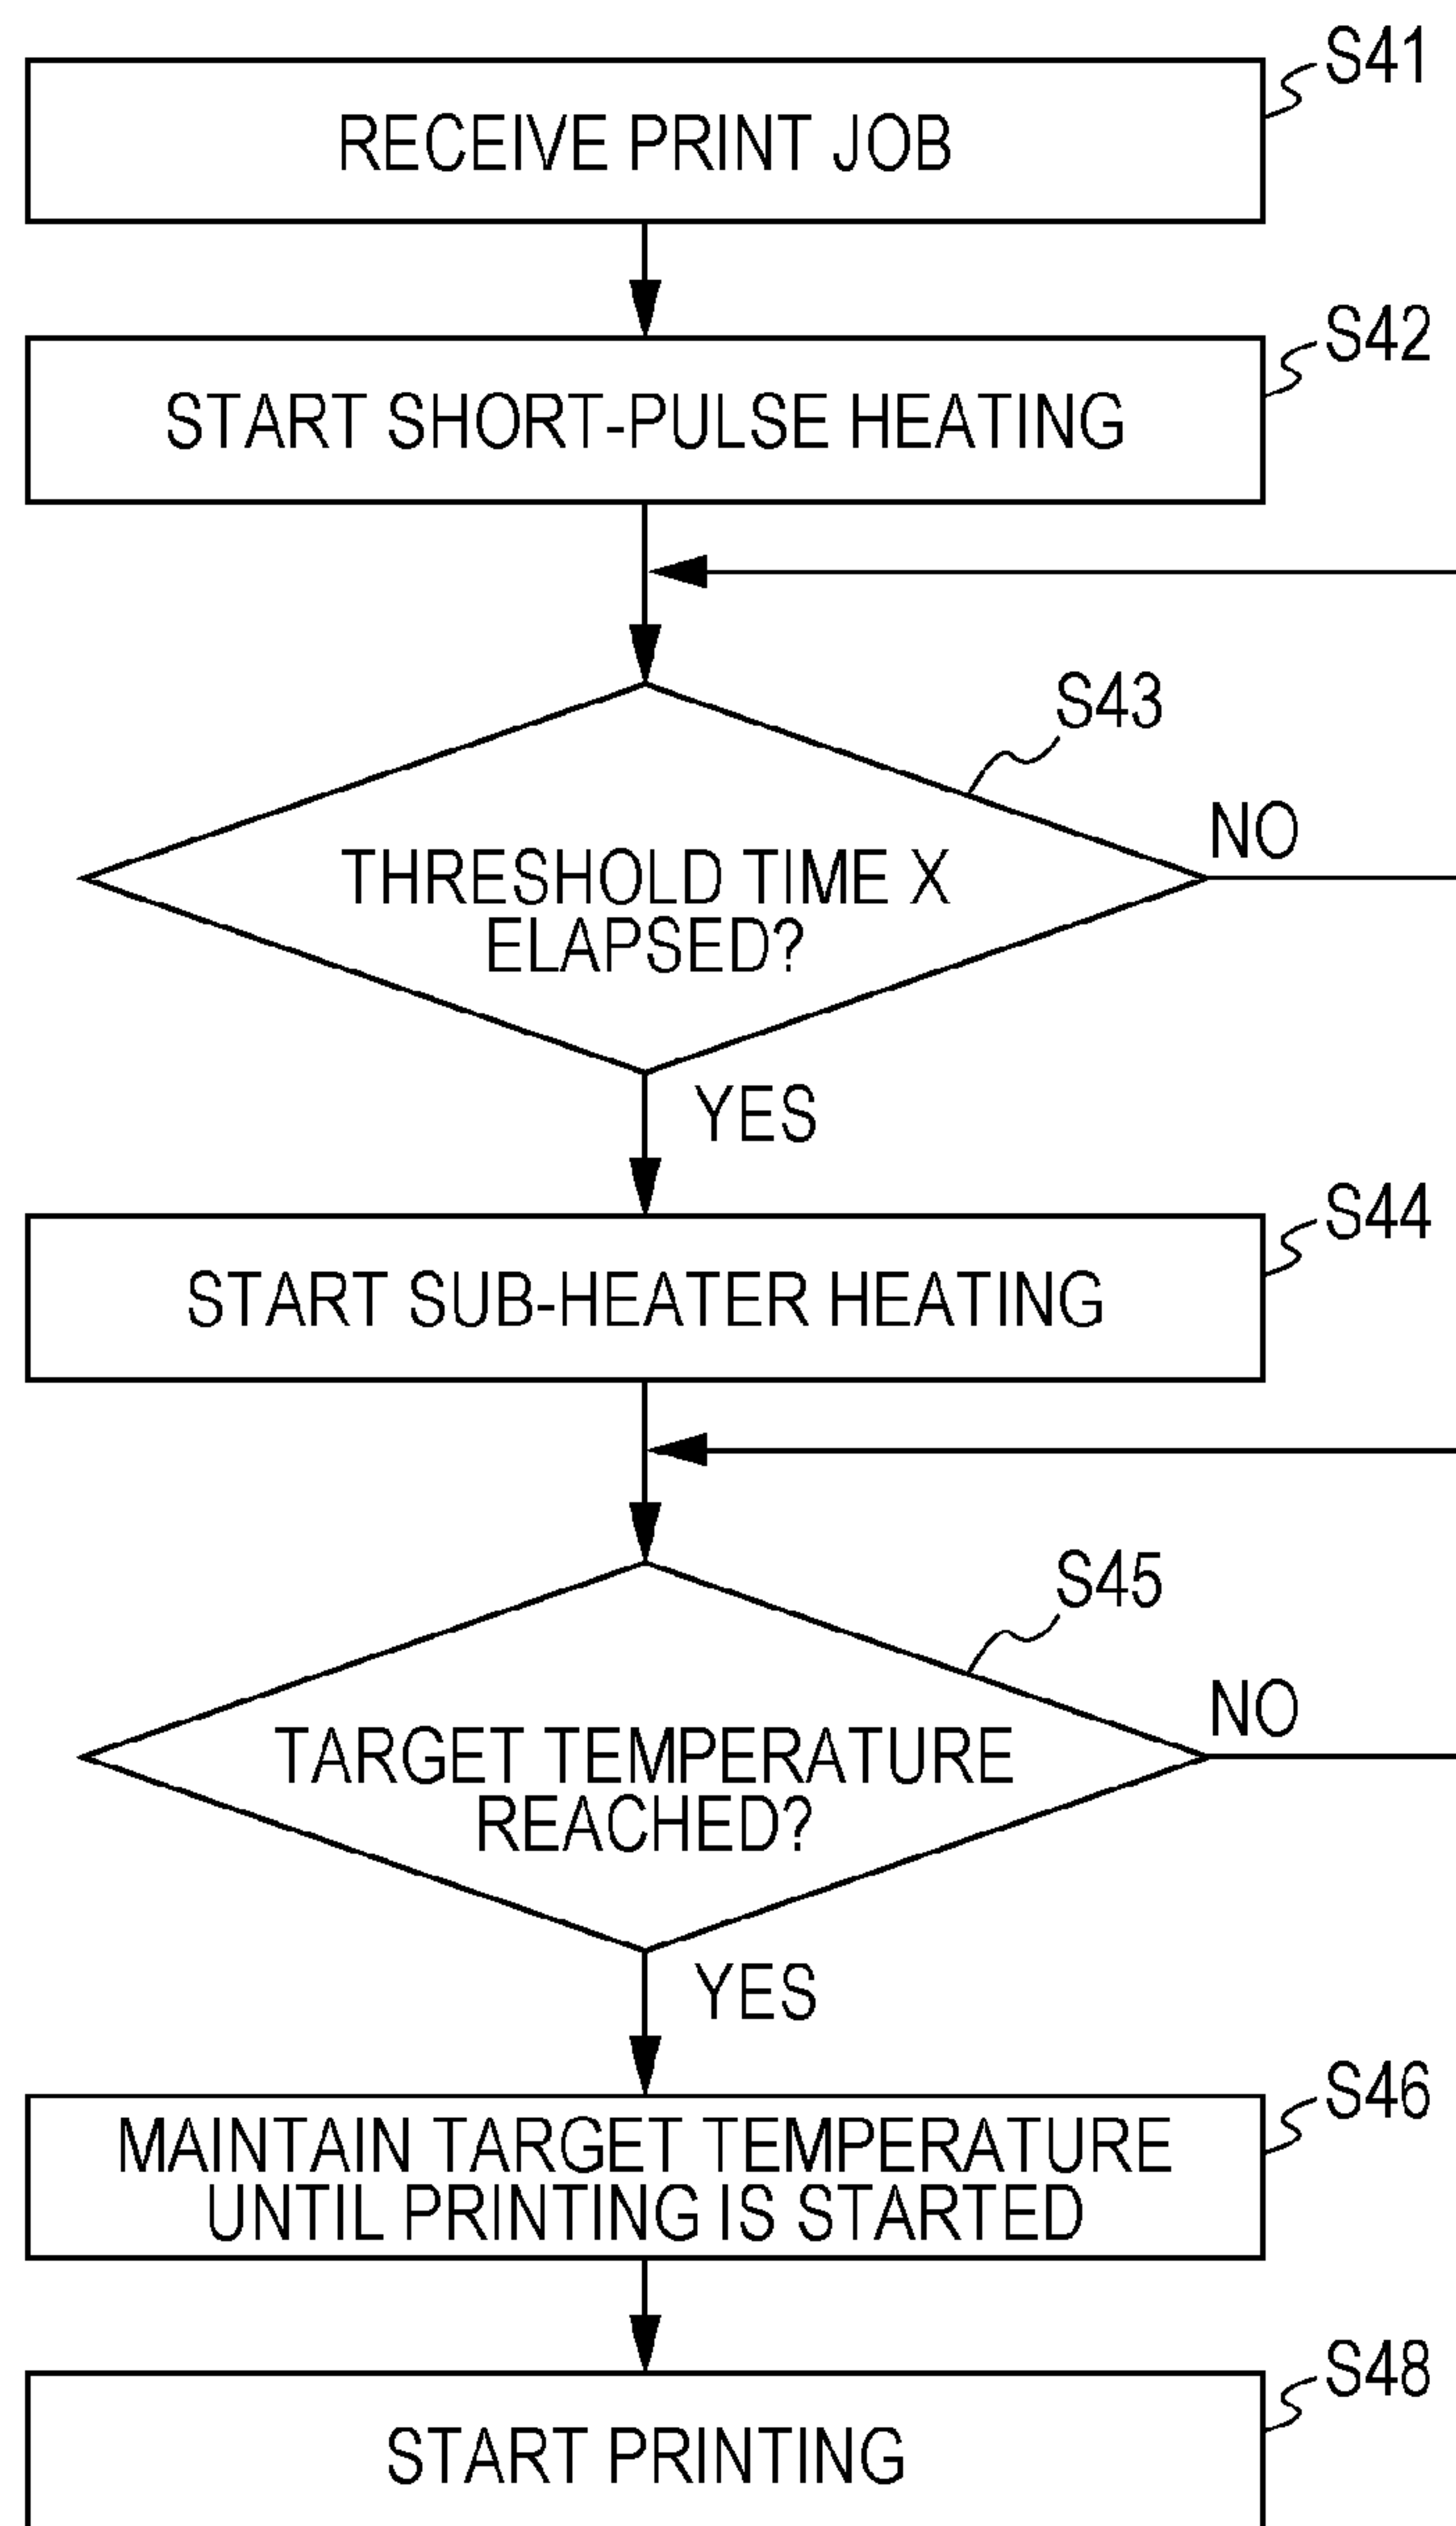 S41
RECEIVE PRINT JOB
S42
START SHORT-PULSE HEATING
S43
NO
THRESHOLD TIME X
ELAPSED?
YES
S44
START SUB-HEATER HEATING
S45
NO
TARGET TEMPERATURE
REACHED?
YES
S46
MAINTAIN TARGET TEMPERATURE
UNTIL PRINTING IS STARTED
S48
START PRINTING